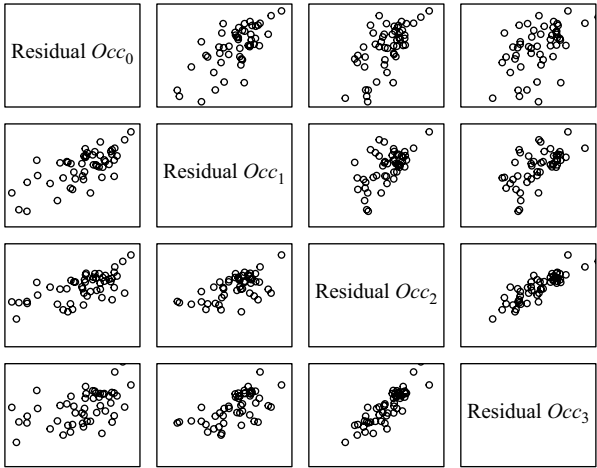 Residual Occ₀
Residual Occ₁
Residual Occ₂
Residual Occ₃